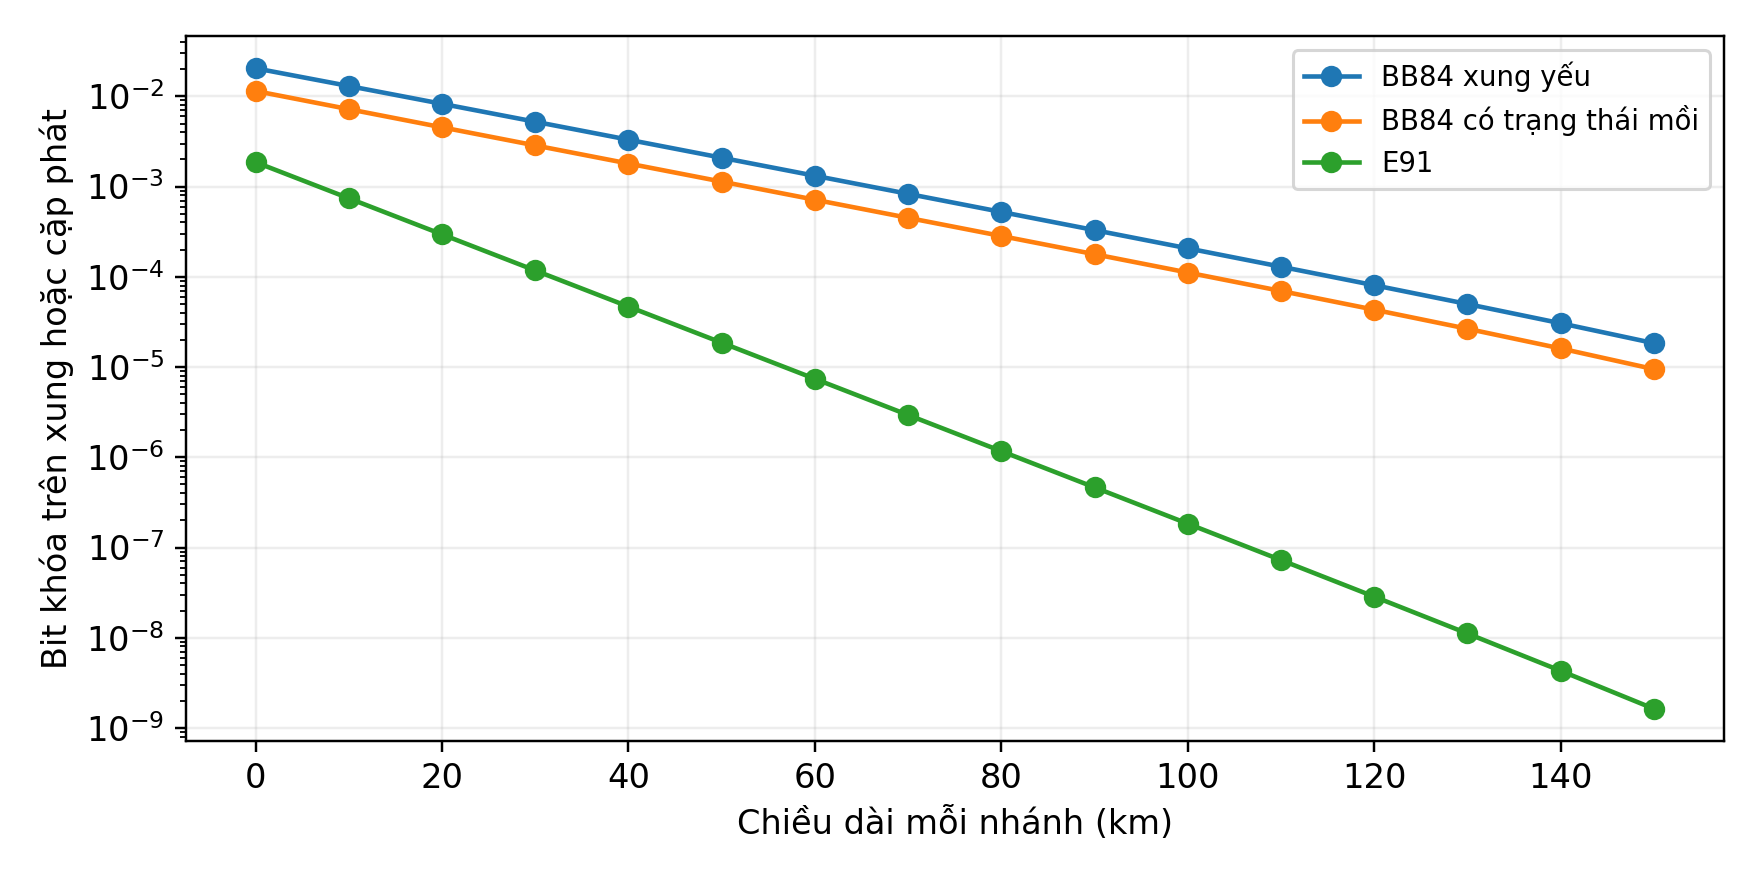 BB84 xung yếu
BB84 có trạng thái mồi
E91
Bit khóa trên xung hoặc cặp phát
10⁻²
10⁻³
10⁻⁴
10⁻⁵
10⁻⁶
10⁻⁷
10⁻⁸
10⁻⁹
0 20 40 60 80 100 120 140
Chiều dài mỗi nhánh (km)